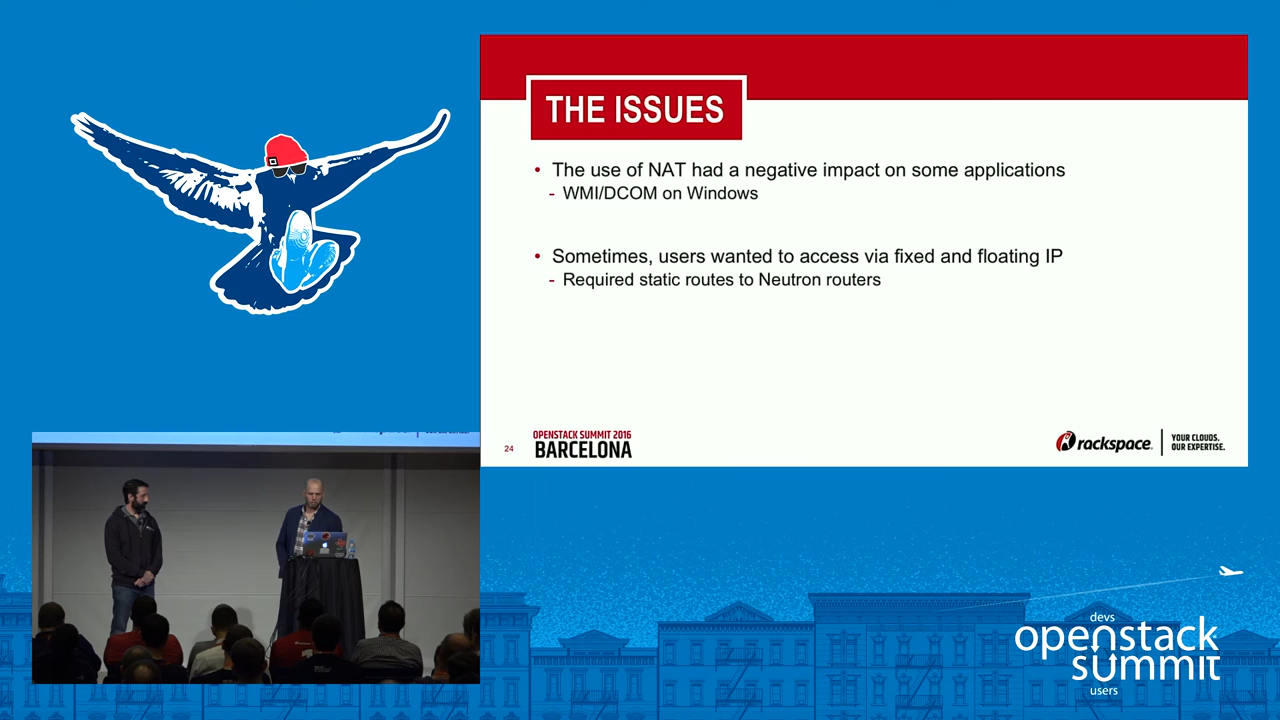 THE ISSUES
• The use of NAT had a negative impact on some applications
- WMI/DCOM on Windows
• Sometimes, users wanted to access via fixed and floating IP
- Required static routes to Neutron routers
24
OPENSTACK SUMMIT 2016
BARCELONA
rackspace.
YOUR CLOUDS.
OUR EXPERTISE.
devs
openstack
summit
users